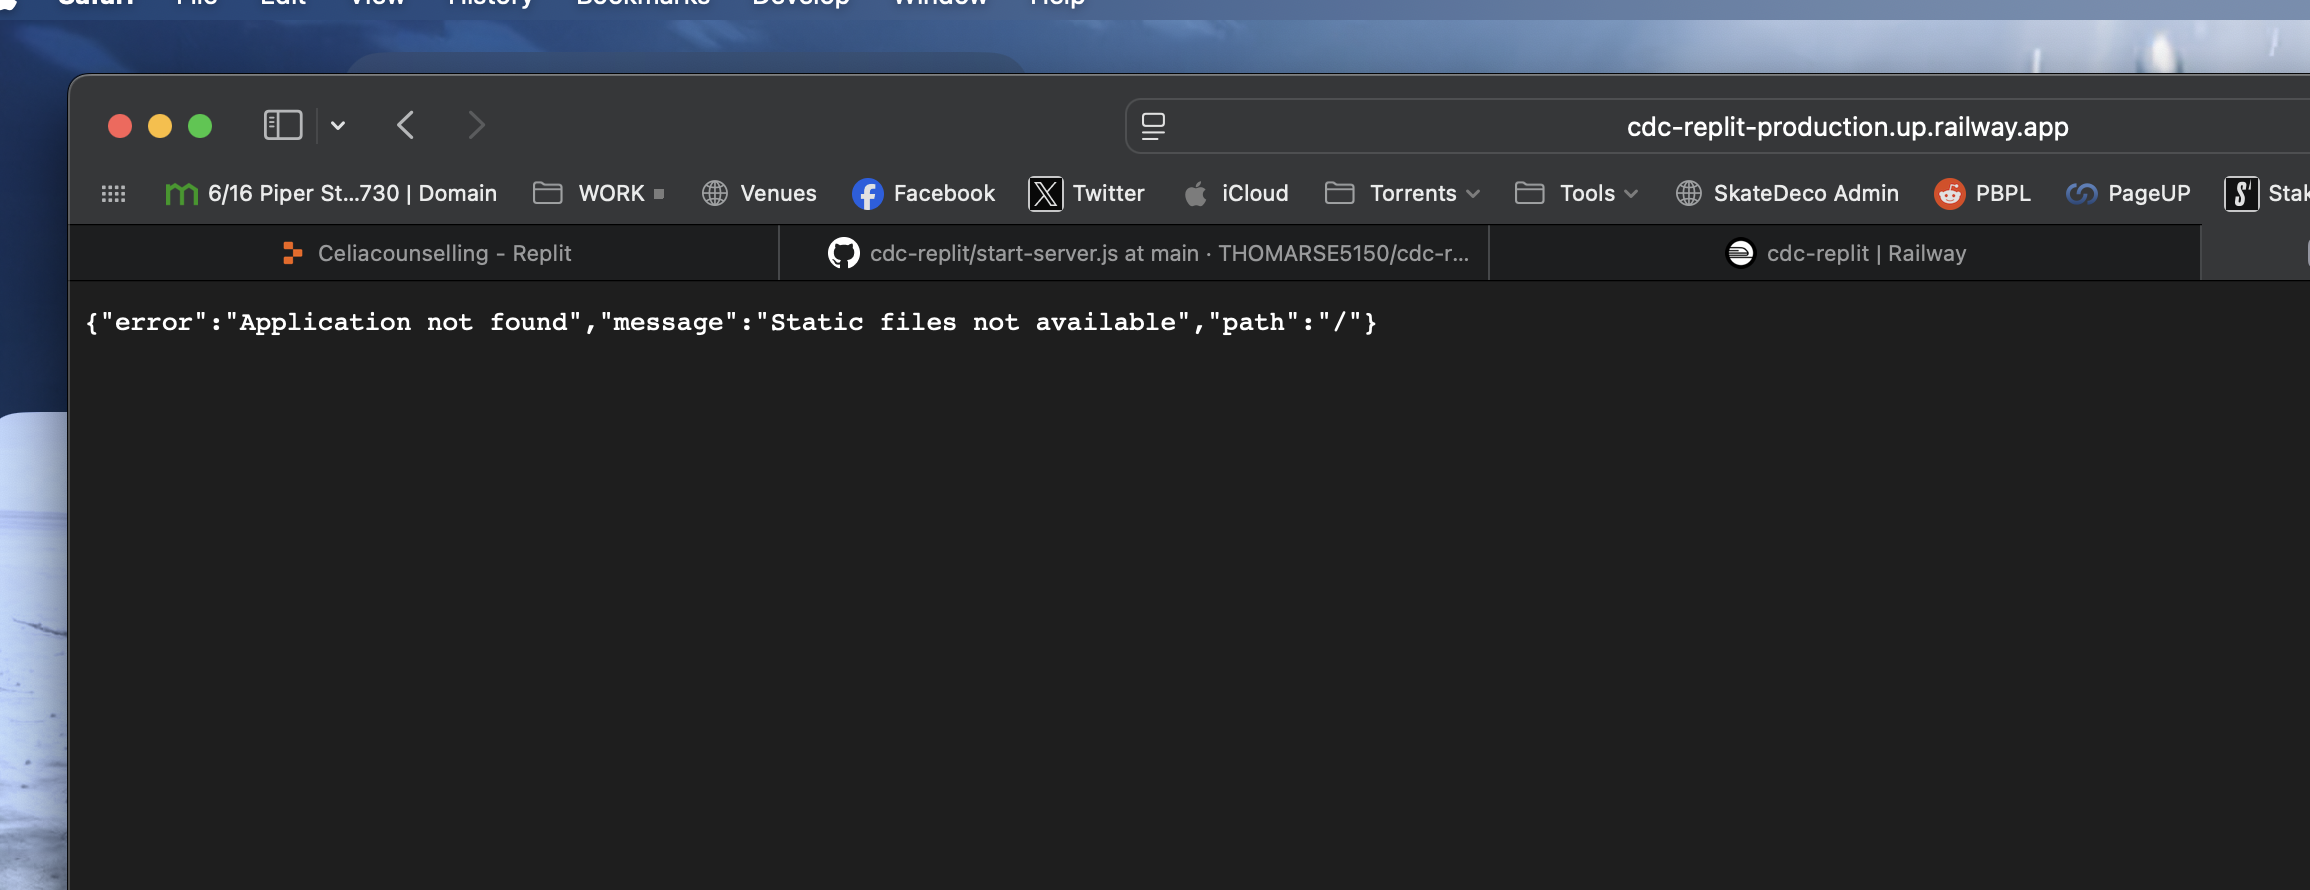 Safari File Edit View History Bookmarks Develop Window Help
cdc-replit-production.up.railway.app
6/16 Piper St...730 | Domain WORK Venues Facebook Twitter iCloud Torrents Tools SkateDeco Admin PBPL PageUP
Celiacounselling - Replit cdc-replit/start-server.js at main · THOMARSE5150/cdc-r... cdc-replit | Railway
{"error":"Application not found","message":"Static files not available","path":"/"}